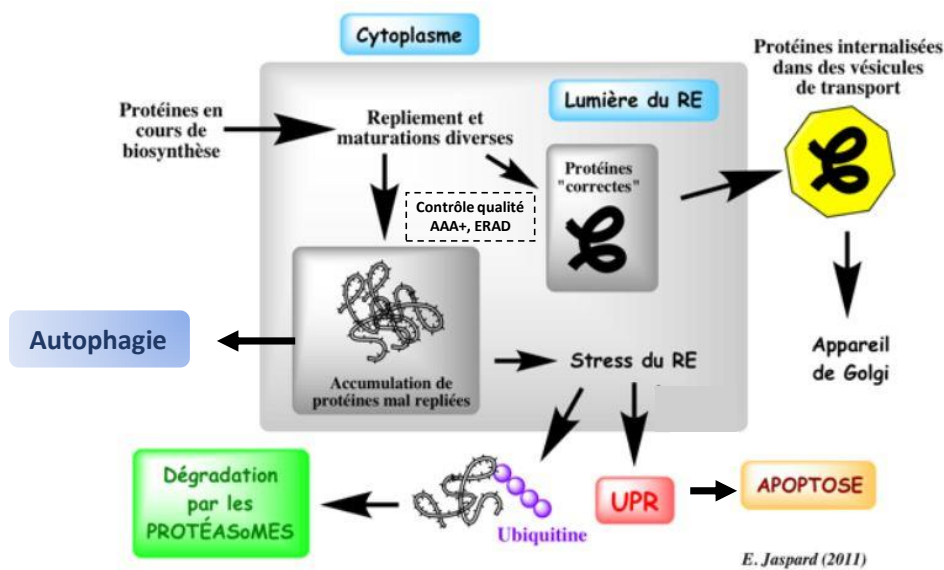 Cytoplasme
Protéines internalisées
dans des vésicules
de transport
Protéines en
cours de
biosynthèse
Repliement et
maturations diverses
Lumière du RE
Protéines
"correctes"
Contrôle qualité
AAA+, ERAD
Autophagie
Accumulation de
protéines mal repliées
Stress du RE
Appareil
de Golgi
Dégradation
par les
PROTÉASoMES
Ubiquitine
UPR
APOPTOSE
E. Jaspard (2011)